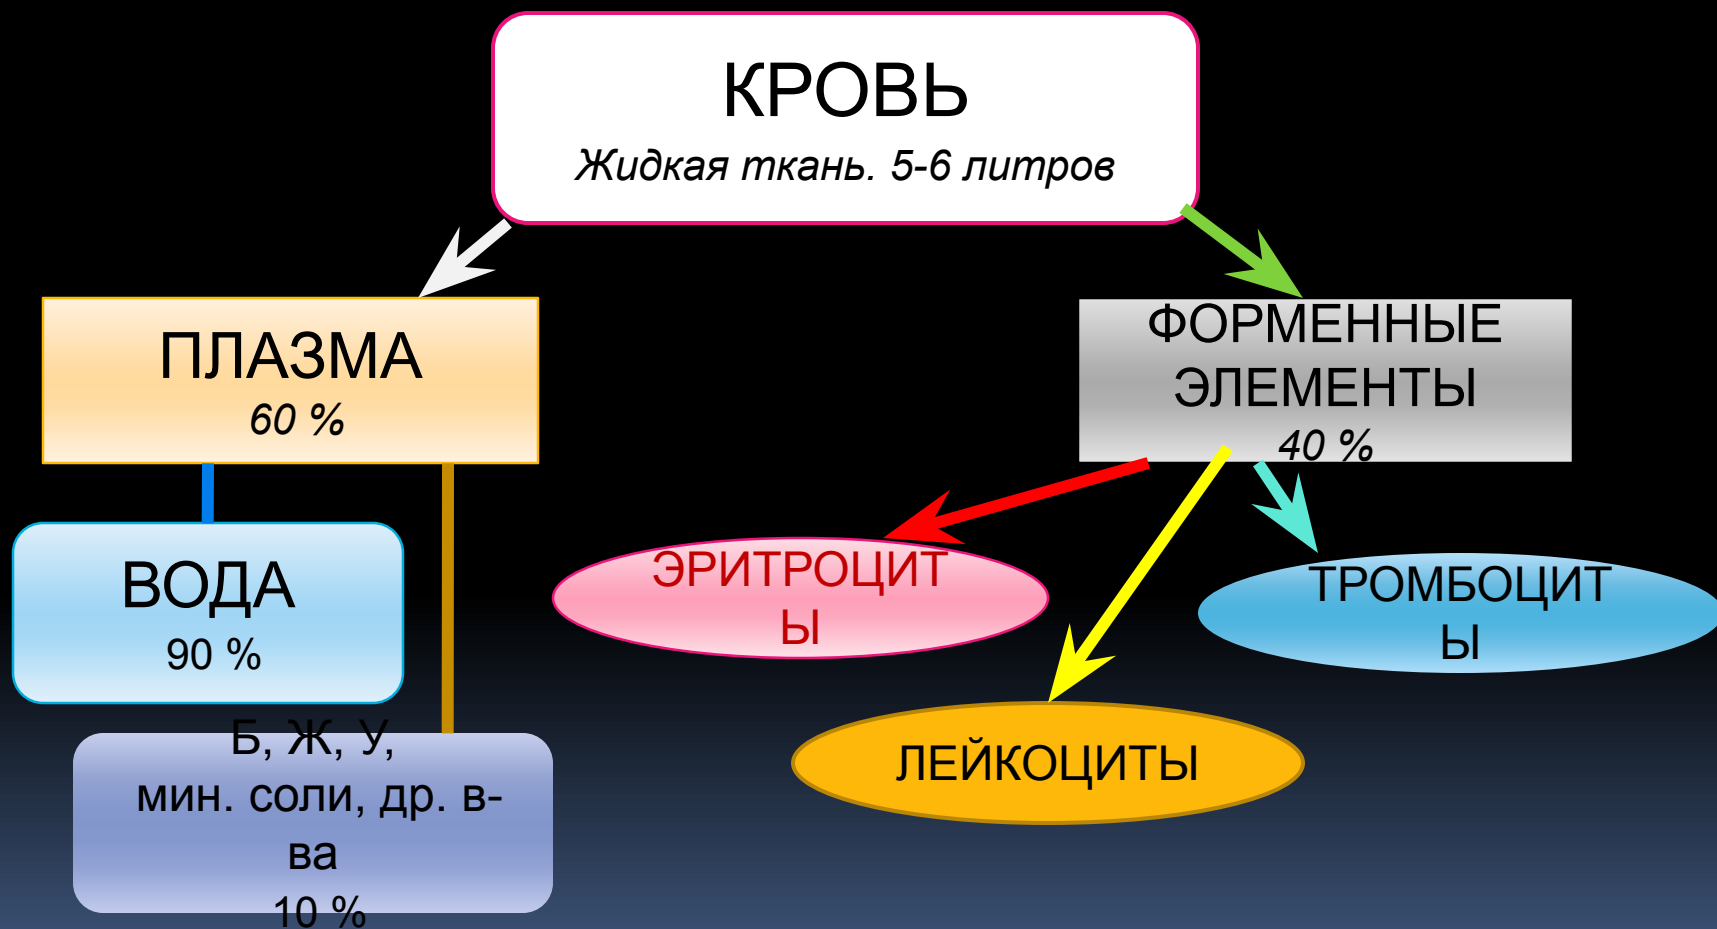 КРОВЬ
Жидкая ткань. 5-6 литров
ПЛАЗМА
60 %
ФОРМЕННЫЕ
ЭЛЕМЕНТЫ
40 %
ВОДА
90 %
ЭРИТРОЦИТ
Ы
ТРОМБОЦИТ
Ы
ЛЕЙКОЦИТЫ
Б, Ж, У,
мин. соли, др. в-
ва
10 %